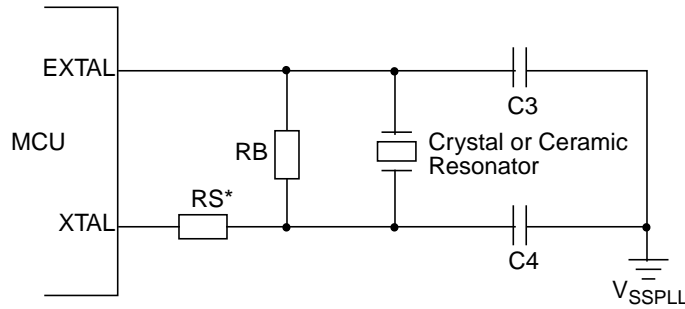 EXTAL
C3
MCU
RB
Crystal or Ceramic
Resonator
RS*
XTAL
C4
VSSPLL